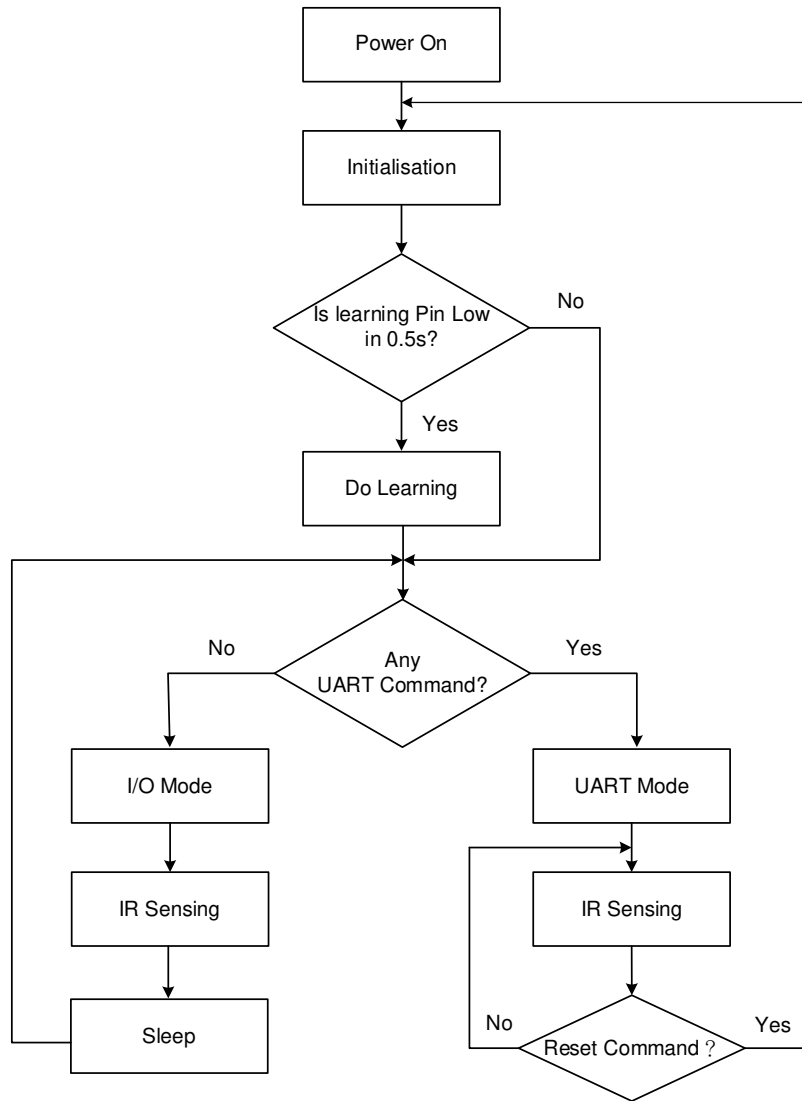 Power On
Initialisation
Is learning Pin Low
in 0.5s?
No
Yes
Do Learning
No
Any
UART Command?
Yes
I/O Mode
UART Mode
IR Sensing
IR Sensing
Sleep
No
Reset Command？
Yes